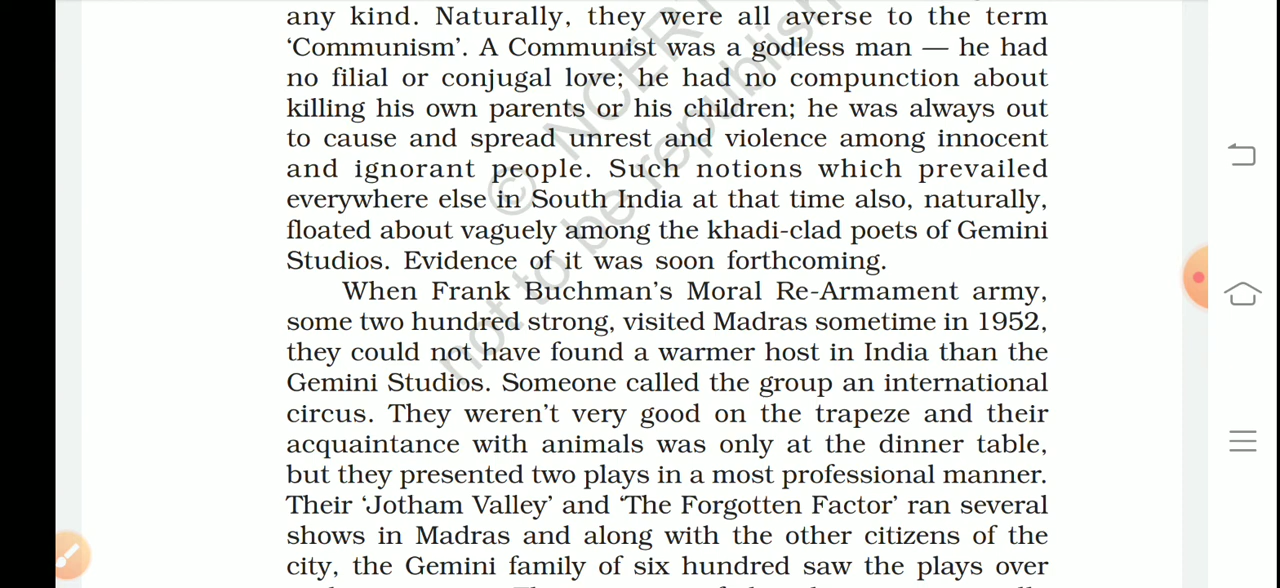 any kind. Naturally, they were all averse to the term
‘Communism’. A Communist was a godless man — he had
no filial or conjugal love; he had no compunction about
killing his own parents or his children; he was always out
to cause and spread unrest and violence among innocent
and ignorant people. Such notions which prevailed
everywhere else in South India at that time also, naturally,
floated about vaguely among the khadi-clad poets of Gemini
Studios. Evidence of it was soon forthcoming.
When Frank Buchman’s Moral Re-Armament army,
some two hundred strong, visited Madras sometime in 1952,
they could not have found a warmer host in India than the
Gemini Studios. Someone called the group an international
circus. They weren’t very good on the trapeze and their
acquaintance with animals was only at the dinner table,
but they presented two plays in a most professional manner.
Their ‘Jotham Valley’ and ‘The Forgotten Factor’ ran several
shows in Madras and along with the other citizens of the
city, the Gemini family of six hundred saw the plays over
© NCERT
not to be republish